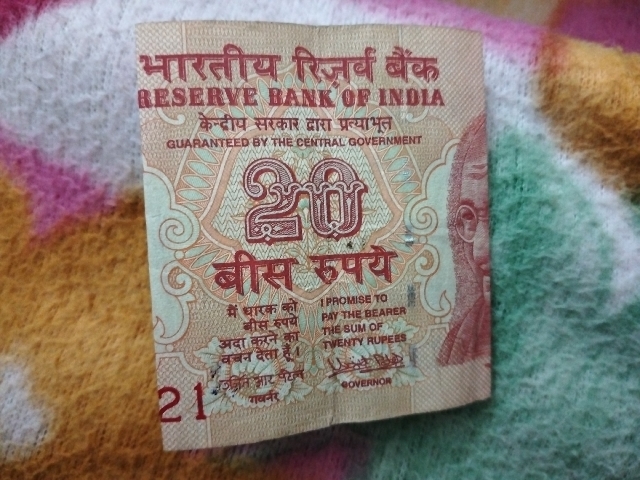 भारतीय रिज़र्व बैंक
RESERVE BANK OF INDIA
केन्द्रीय सरकार द्वारा प्रत्याभूत
GUARANTEED BY THE CENTRAL GOVERNMENT
20
बीस रुपये
मैं धारक को
बीस रुपये
अदा करने का
वचन देता हूँ।
I PROMISE TO
PAY THE BEARER
THE SUM OF
TWENTY RUPEES
गवर्नर
GOVERNOR
21